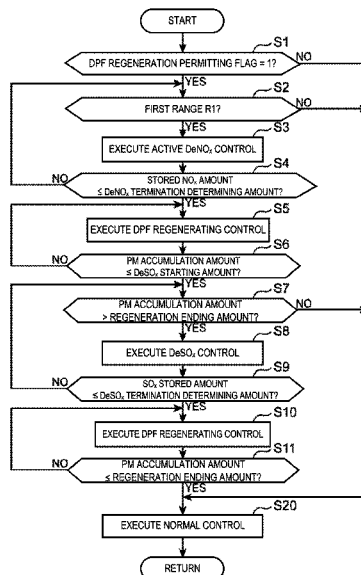 START
S1
DPF REGENERATION PERMITTING FLAG = 1?
NO
YES
S2
FIRST RANGE R1?
NO
YES
S3
EXECUTE ACTIVE DeNOx CONTROL
S4
STORED NOx AMOUNT
≤ DeNOx TERMINATION DETERMINING AMOUNT?
NO
YES
S5
EXECUTE DPF REGENERATING CONTROL
S6
PM ACCUMULATION AMOUNT
≤ DeSOx STARTING AMOUNT?
NO
YES
S7
PM ACCUMULATION AMOUNT
> REGENERATION ENDING AMOUNT?
NO
YES
S8
EXECUTE DeSOx CONTROL
S9
SOx STORED AMOUNT
≤ DeSOx TERMINATION DETERMINING AMOUNT?
NO
YES
S10
EXECUTE DPF REGENERATING CONTROL
S11
PM ACCUMULATION AMOUNT
≤ REGENERATION ENDING AMOUNT?
NO
YES
S20
EXECUTE NORMAL CONTROL
RETURN